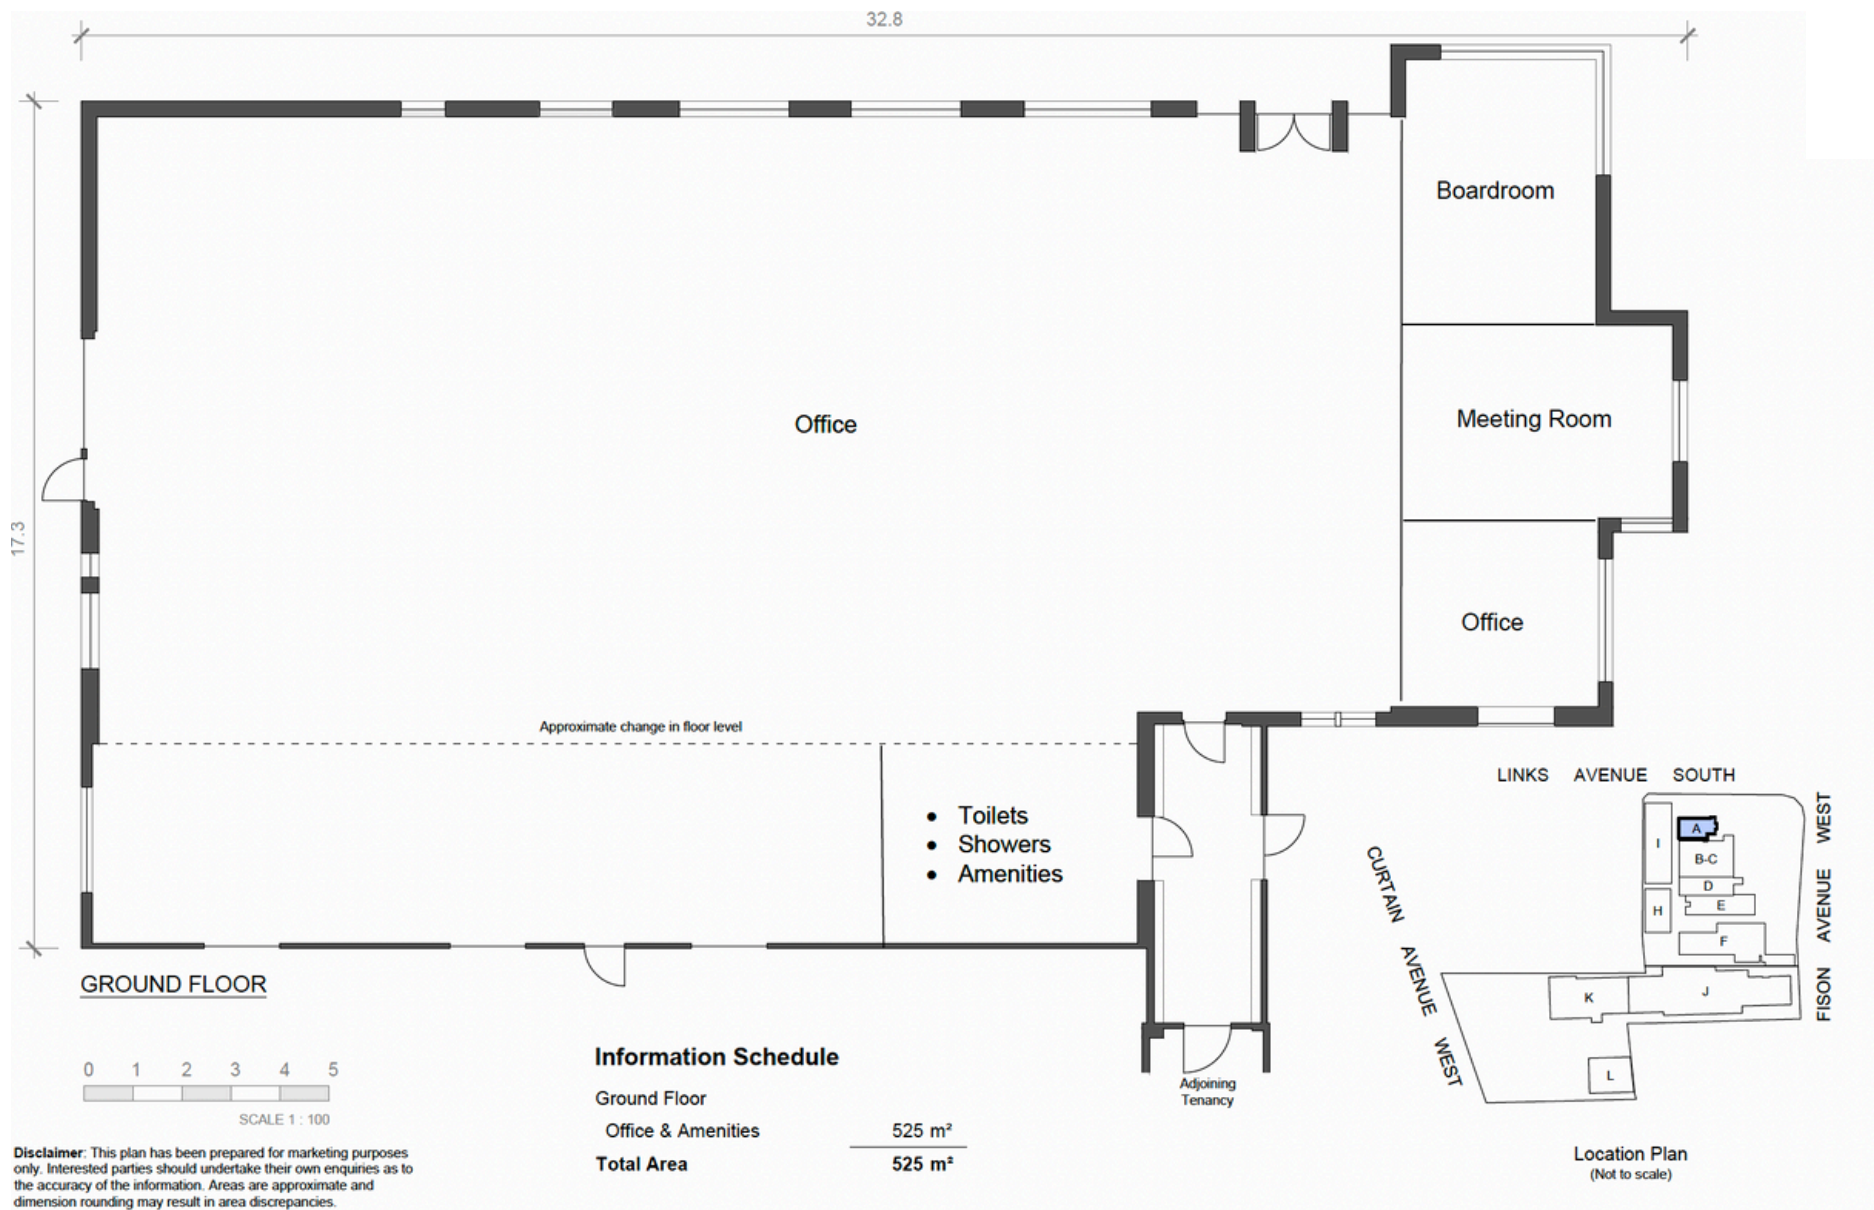 32.8
17.3
Boardroom
Office
Meeting Room
Office
Approximate change in floor level
• Toilets
• Showers
• Amenities
GROUND FLOOR
Adjoining
Tenancy
0 1 2 3 4 5
SCALE 1 : 100
Disclaimer: This plan has been prepared for marketing purposes
only. Interested parties should undertake their own enquiries as to
the accuracy of the information. Areas are approximate and
dimension rounding may result in area discrepancies.
Information Schedule
Ground Floor
Office & Amenities 525 m²
Total Area 525 m²
LINKS AVENUE SOUTH
FISON AVENUE WEST
CURTAIN AVENUE WEST
A
I
B-C
D
E
H
F
K
J
L
Location Plan
(Not to scale)